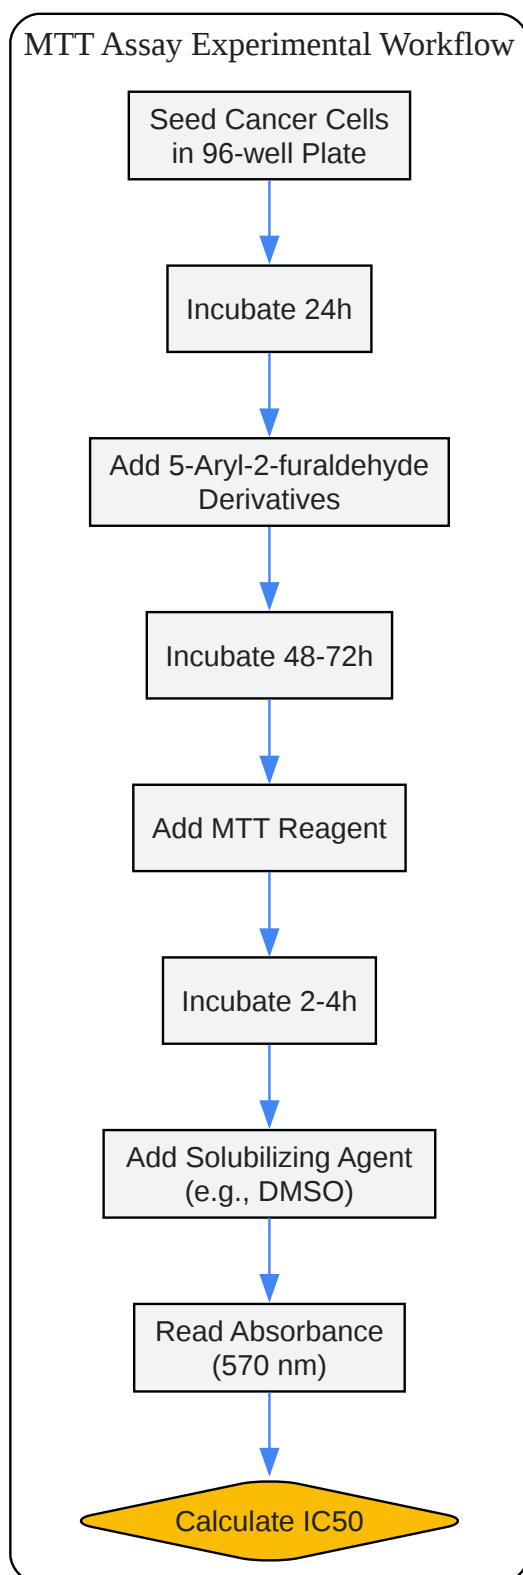 MTT Assay Experimental Workflow
Seed Cancer Cells
in 96-well Plate
Incubate 24h
Add 5-Aryl-2-furaldehyde
Derivatives
Incubate 48-72h
Add MTT Reagent
Incubate 2-4h
Add Solubilizing Agent
(e.g., DMSO)
Read Absorbance
(570 nm)
Calculate IC50